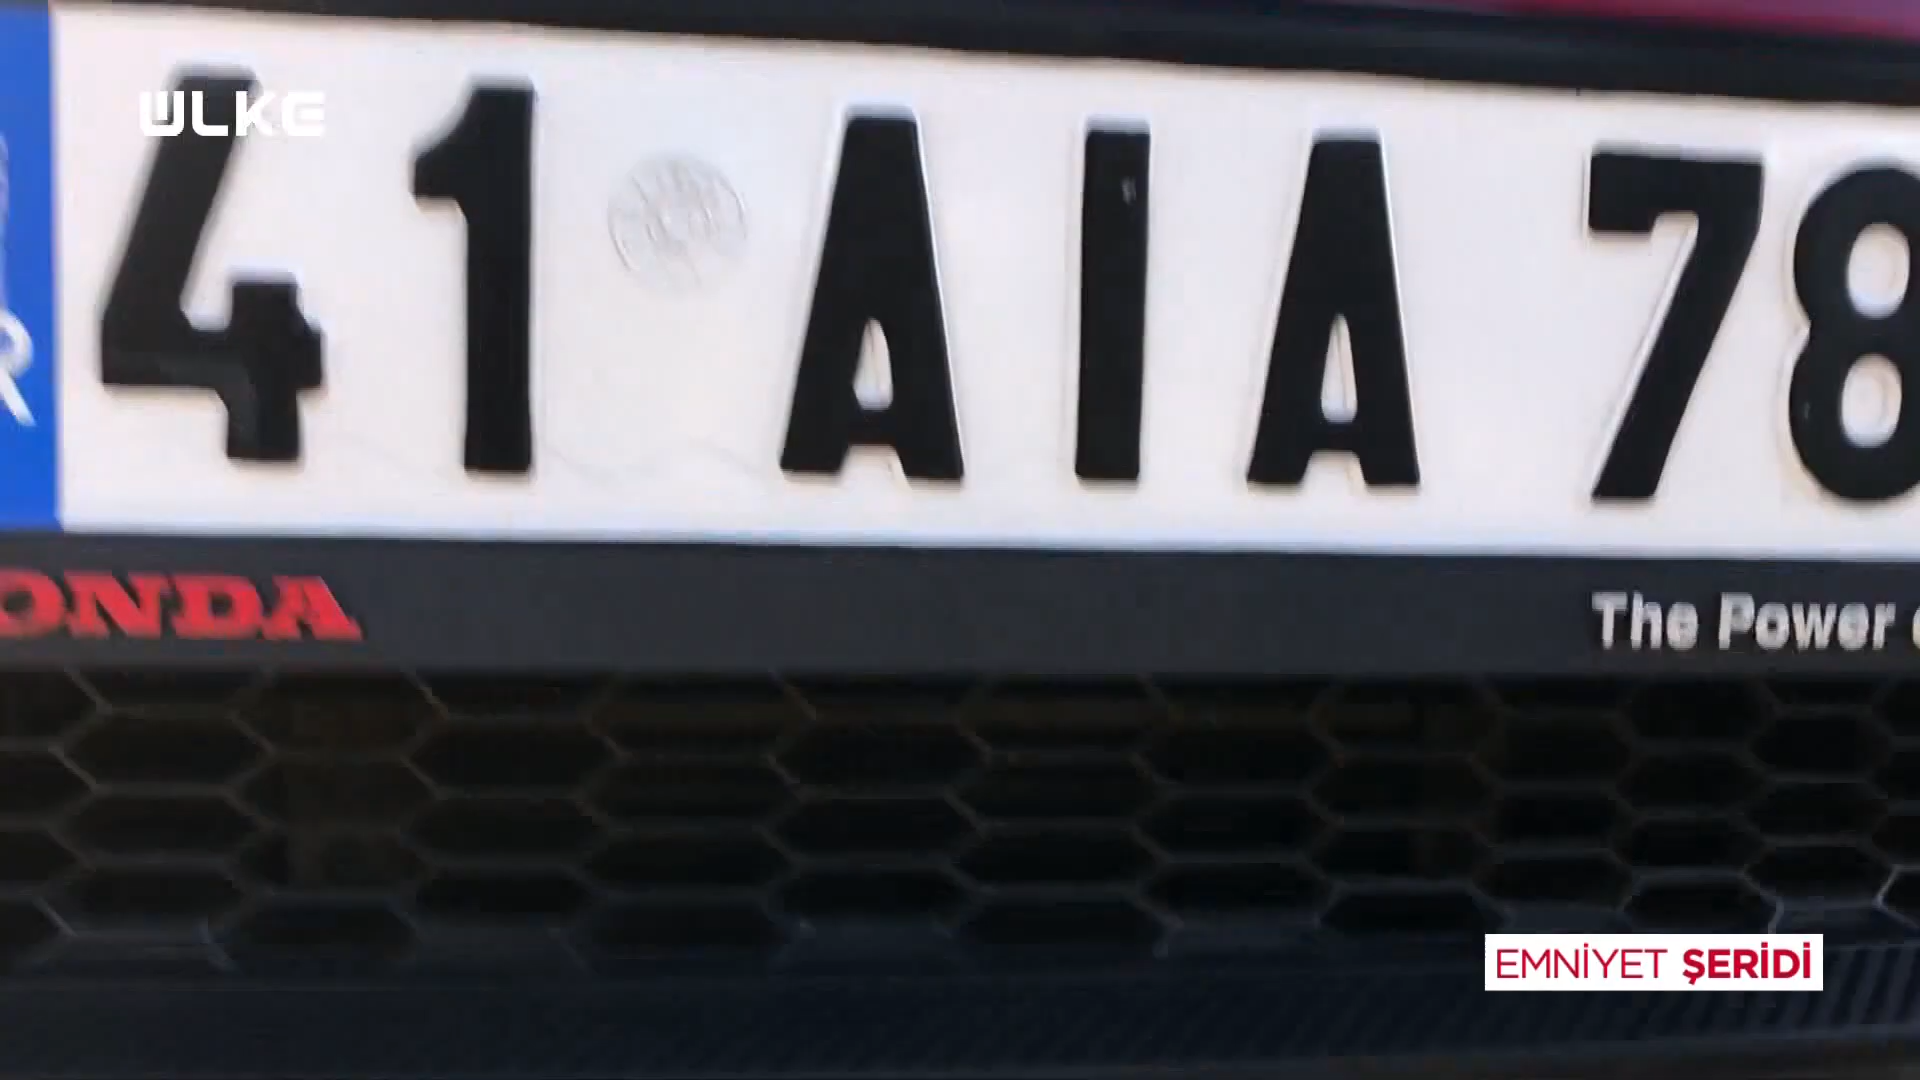 ULKE
41 AIA 78
ONDA
The Power
EMNİYET ŞERİDİ